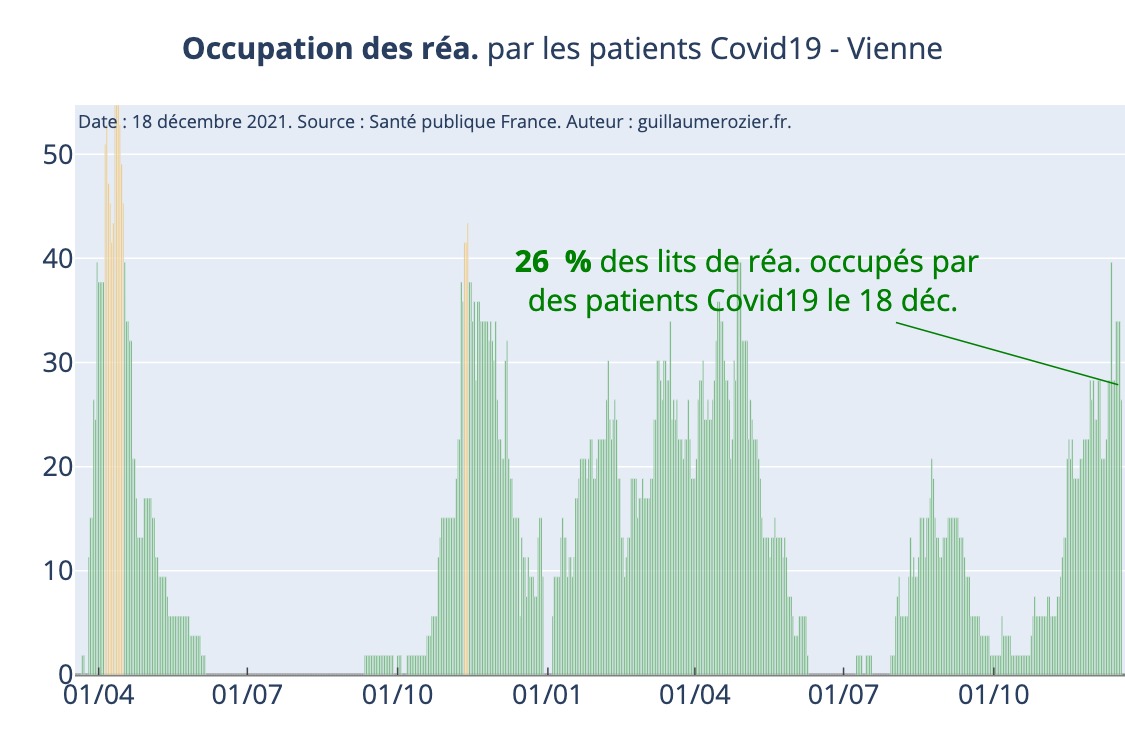 Occupation des réa. par les patients Covid19 - Vienne
Date : 18 décembre 2021. Source : Santé publique France. Auteur : guillaumerozier.fr.
50
40
26 % des lits de réa. occupés par
des patients Covid19 le 18 déc.
30
20
10
0
01/04 01/07 01/10 01/01 01/04 01/07 01/10